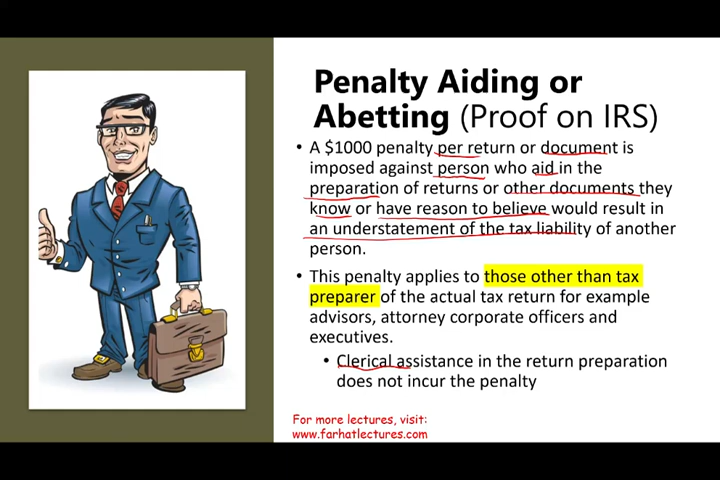 Penalty Aiding or
Abetting (Proof on IRS)
• A $1000 penalty per return or document is
imposed against person who aid in the
preparation of returns or other documents they
know or have reason to believe would result in
an understatement of the tax liability of another
person.
• This penalty applies to those other than tax
preparer of the actual tax return for example
advisors, attorney corporate officers and
executives.
• Clerical assistance in the return preparation
does not incur the penalty
For more lectures, visit:
www.farhatlectures.com